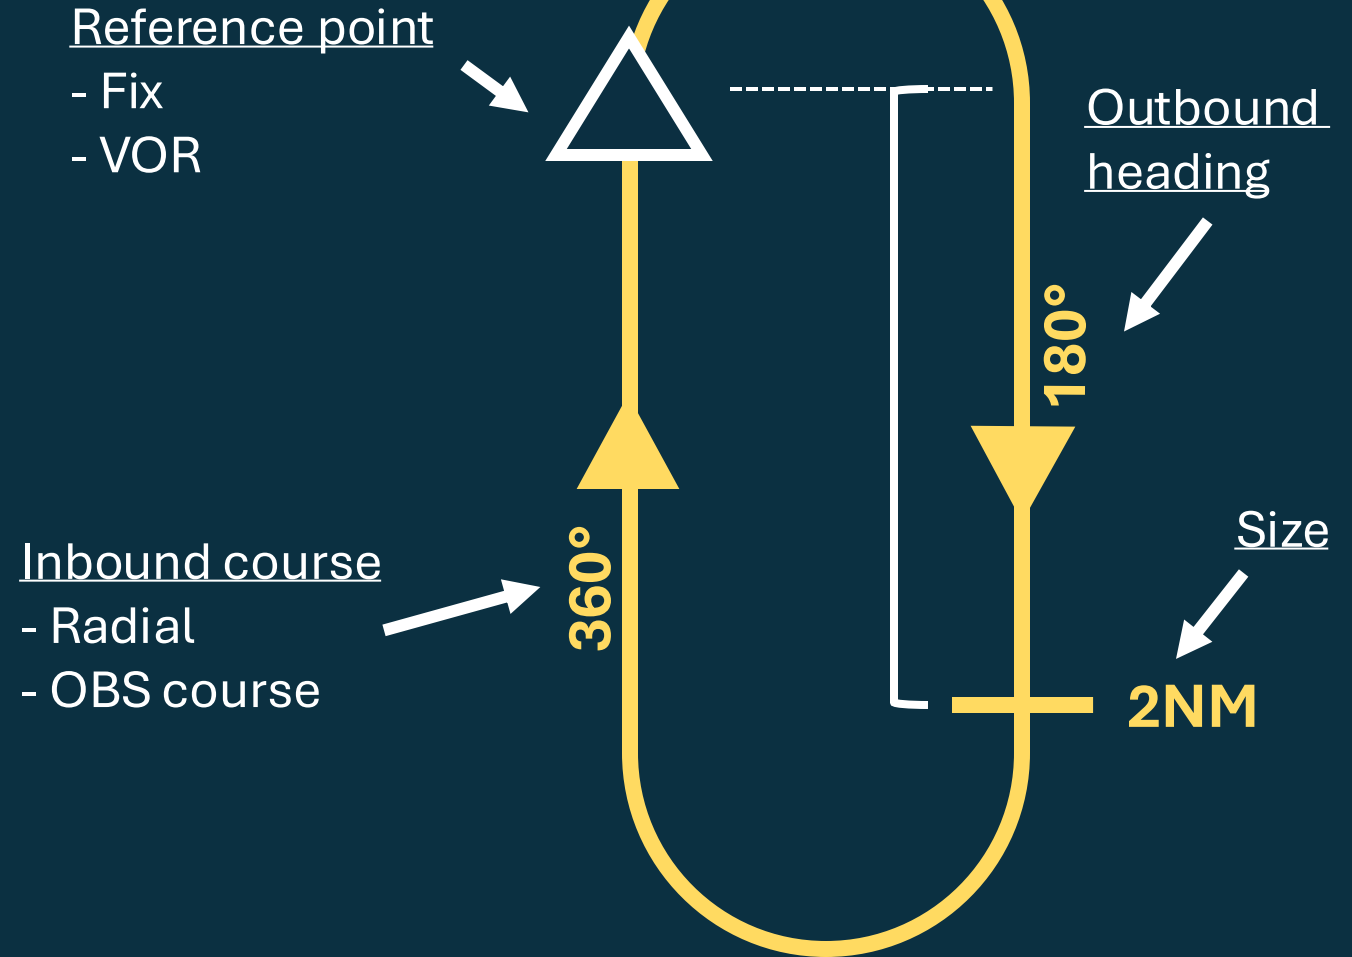 Reference point
- Fix
- VOR
Outbound
heading
180°
Size
Inbound course
- Radial
- OBS course
360°
2NM